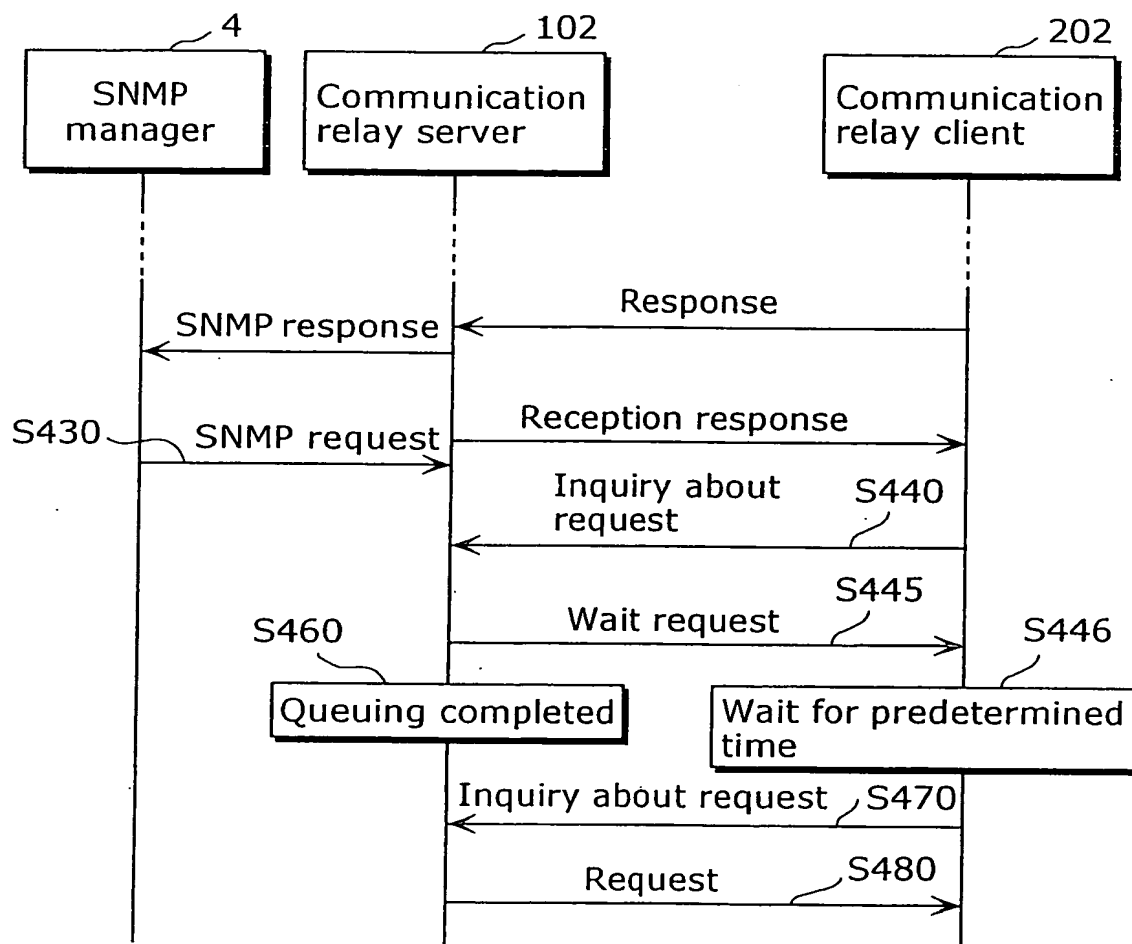 4
102
202
SNMP
manager
Communication
relay server
Communication
relay client
Response
SNMP response
Reception response
S430
SNMP request
Inquiry about
request
S440
S445
Wait request
S460
S446
Queuing completed
Wait for predetermined
time
Inquiry about request
S470
S480
Request